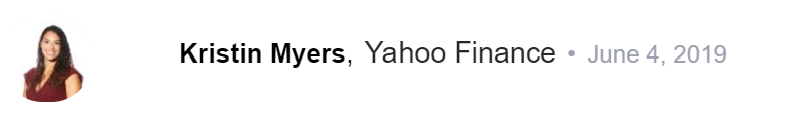 Kristin Myers, Yahoo Finance • June 4, 2019